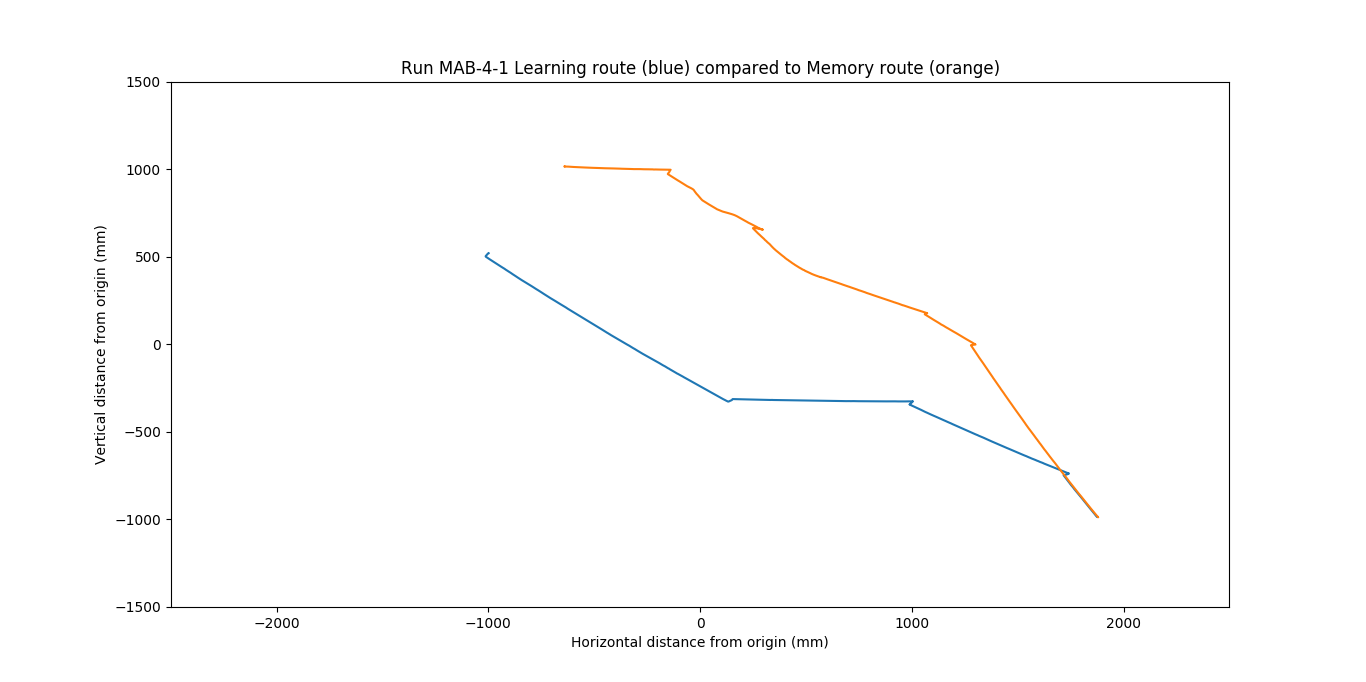 Run MAB-4-1 Learning route (blue) compared to Memory route (orange)
1500
1000
500
0
−500
−1000
−1500
Vertical distance from origin (mm)
−2000 −1000 0 1000 2000
Horizontal distance from origin (mm)